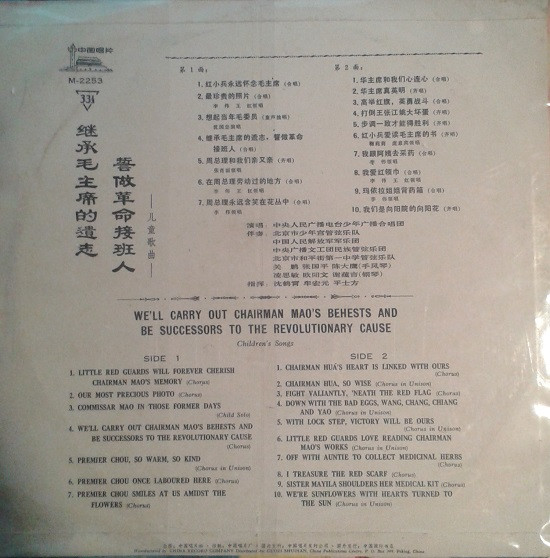 中国唱片
M-2253
33⅓
继承毛主席的遗志
誓做革命接班人
—儿童歌曲—
第1面：
1. 红小兵永远怀念毛主席 (合唱)
2. 最珍贵的照片 (合唱)
3. 想起当年毛委员 (童声独唱)
4. 继承毛主席的遗志，誓做革命
接班人 (合唱)
5. 周总理和我们亲又亲 (齐唱)
6. 在周总理劳动过的地方 (合唱)
7. 周总理永远含笑在花丛中 (合唱)
第2面：
1. 华主席和我们心连心 (合唱)
2. 华主席真英明 (齐唱)
3. 高举红旗，英勇战斗 (合唱)
4. 打倒王张江姚大坏蛋 (齐唱)
5. 步调一致才能得胜利 (齐唱)
6. 红小兵爱读毛主席的书 (齐唱)
7. 我跟阿姨去采药 (合唱)
8. 我爱红领巾 (合唱)
9. 玛依拉姐姐背药箱 (合唱)
10. 我们是向阳院的向阳花 (齐唱)
演唱：中央人民广播电台少年广播合唱团
伴奏：北京市少年宫管弦乐队
中国人民解放军军乐团
中央广播文工团民族管弦乐团
北京市和平街第一中学管弦乐队
WE'LL CARRY OUT CHAIRMAN MAO'S BEHESTS AND
BE SUCCESSORS TO THE REVOLUTIONARY CAUSE
Children's Songs
SIDE 1
1. LITTLE RED GUARDS WILL FOREVER CHERISH
CHAIRMAN MAO'S MEMORY (Chorus)
2. OUR MOST PRECIOUS PHOTO (Chorus)
3. COMMISSAR MAO IN THOSE FORMER DAYS
(Child Solo)
4. WE'LL CARRY OUT CHAIRMAN MAO'S BEHESTS AND
BE SUCCESSORS TO THE REVOLUTIONARY CAUSE
(Chorus)
5. PREMIER CHOU, SO WARM, SO KIND
(Chorus in Unison)
6. PREMIER CHOU ONCE LABOURED HERE (Chorus)
7. PREMIER CHOU SMILES AT US AMIDST THE
FLOWERS (Chorus)
SIDE 2
1. CHAIRMAN HUA'S HEART IS LINKED WITH OURS
(Chorus)
2. CHAIRMAN HUA, SO WISE (Chorus in Unison)
3. FIGHT VALIANTLY, 'NEATH THE RED FLAG (Chorus)
4. DOWN WITH THE BAD EGGS, WANG, CHANG, CHIANG
AND YAO (Chorus in Unison)
5. WITH LOCK STEP, VICTORY WILL BE OURS
(Chorus in Unison)
6. LITTLE RED GUARDS LOVE READING CHAIRMAN
MAO'S WORKS (Chorus in Unison)
7. OFF WITH AUNTIE TO COLLECT MEDICINAL HERBS
(Chorus)
8. I TREASURE THE RED SCARF (Chorus)
9. SISTER MAYILA SHOULDERS HER MEDICAL KIT (Chorus)
10. WE'RE SUNFLOWERS WITH HEARTS TURNED TO
THE SUN (Chorus in Unison)